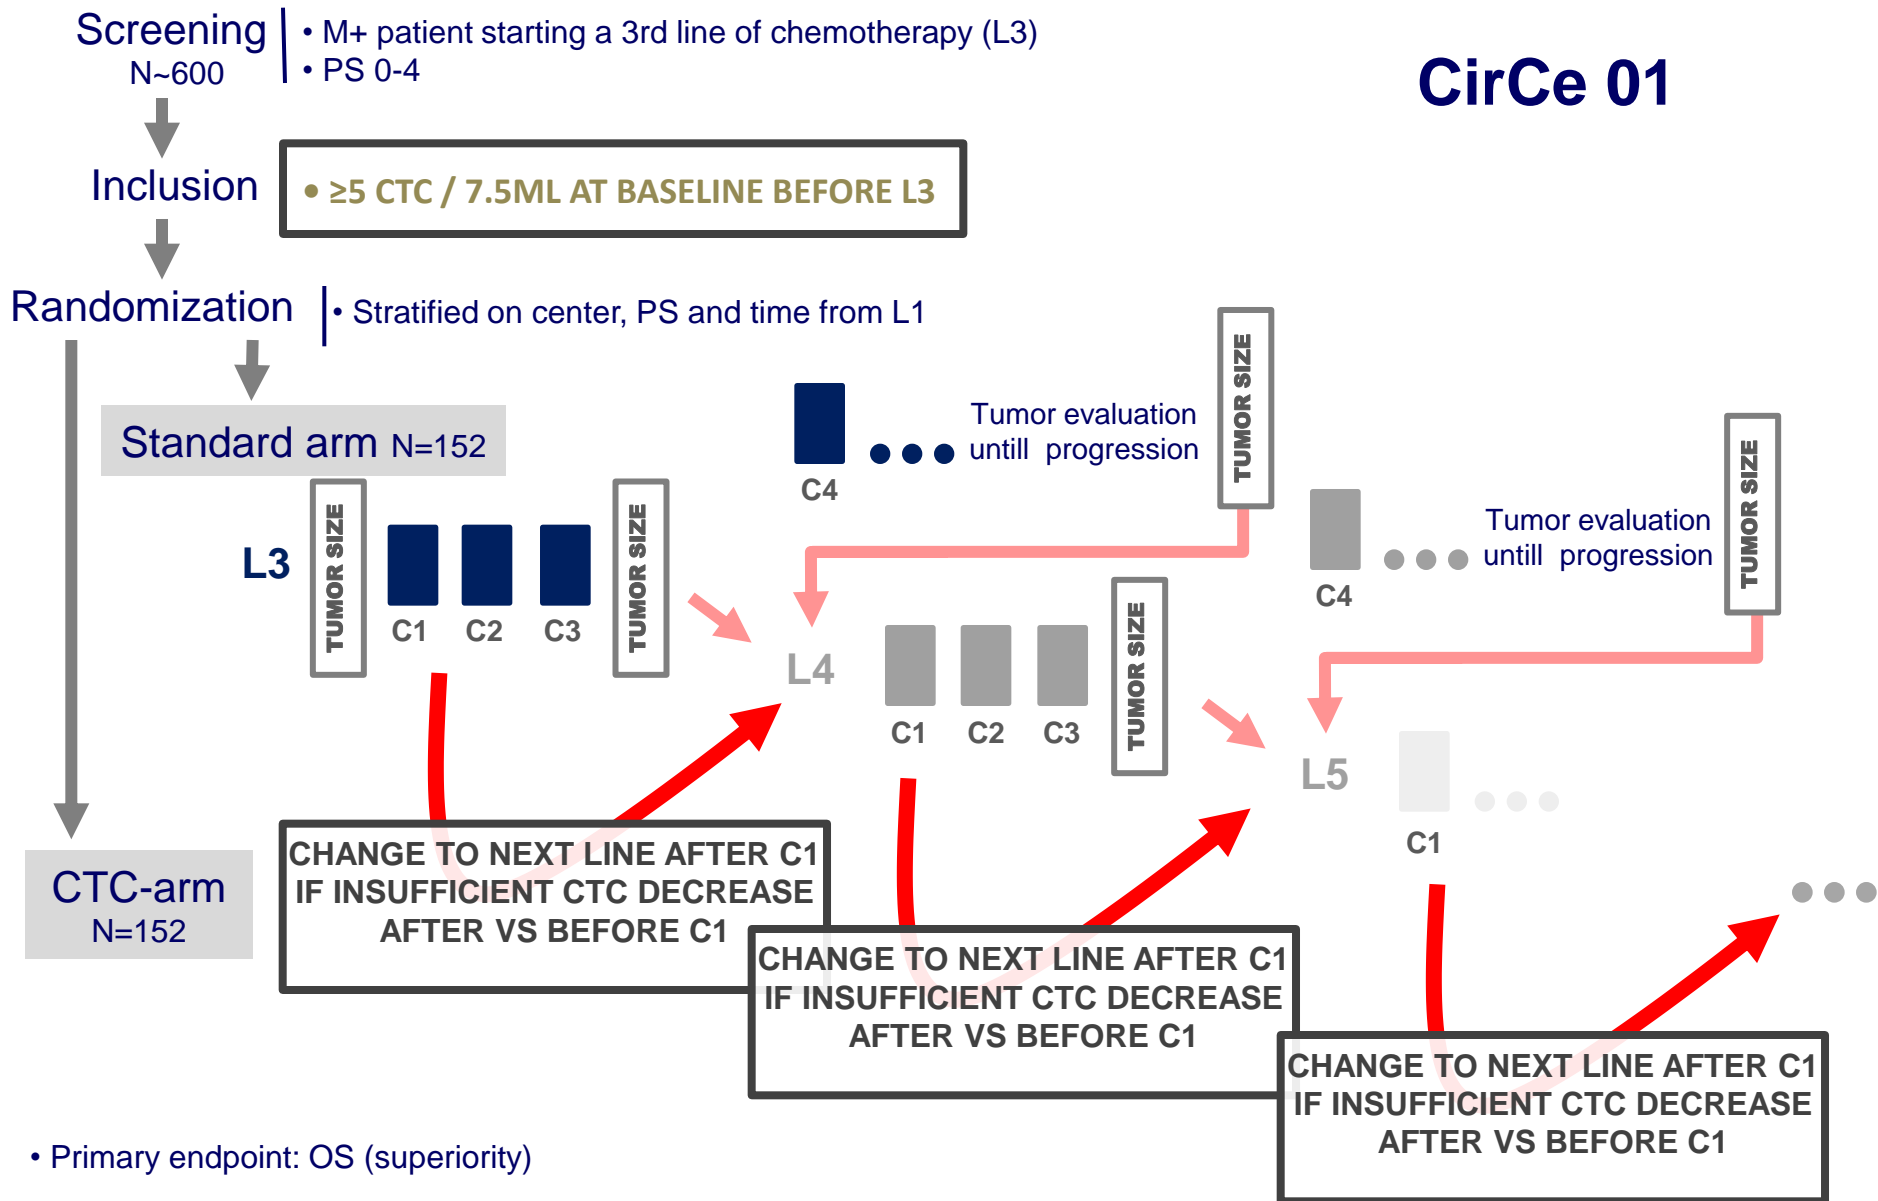 Screening
N~600
• M+ patient starting a 3rd line of chemotherapy (L3)
• PS 0-4
CirCe 01
Inclusion
• ≥5 CTC / 7.5ML AT BASELINE BEFORE L3
Randomization
• Stratified on center, PS and time from L1
Standard arm N=152
L3
TUMOR SIZE
C1
C2
C3
TUMOR SIZE
C4
Tumor evaluation
untill progression
TUMOR SIZE
L4
C1
C2
C3
TUMOR SIZE
C4
Tumor evaluation
untill progression
TUMOR SIZE
L5
C1
CTC-arm
N=152
CHANGE TO NEXT LINE AFTER C1
IF INSUFFICIENT CTC DECREASE
AFTER VS BEFORE C1
CHANGE TO NEXT LINE AFTER C1
IF INSUFFICIENT CTC DECREASE
AFTER VS BEFORE C1
CHANGE TO NEXT LINE AFTER C1
IF INSUFFICIENT CTC DECREASE
AFTER VS BEFORE C1
• Primary endpoint: OS (superiority)